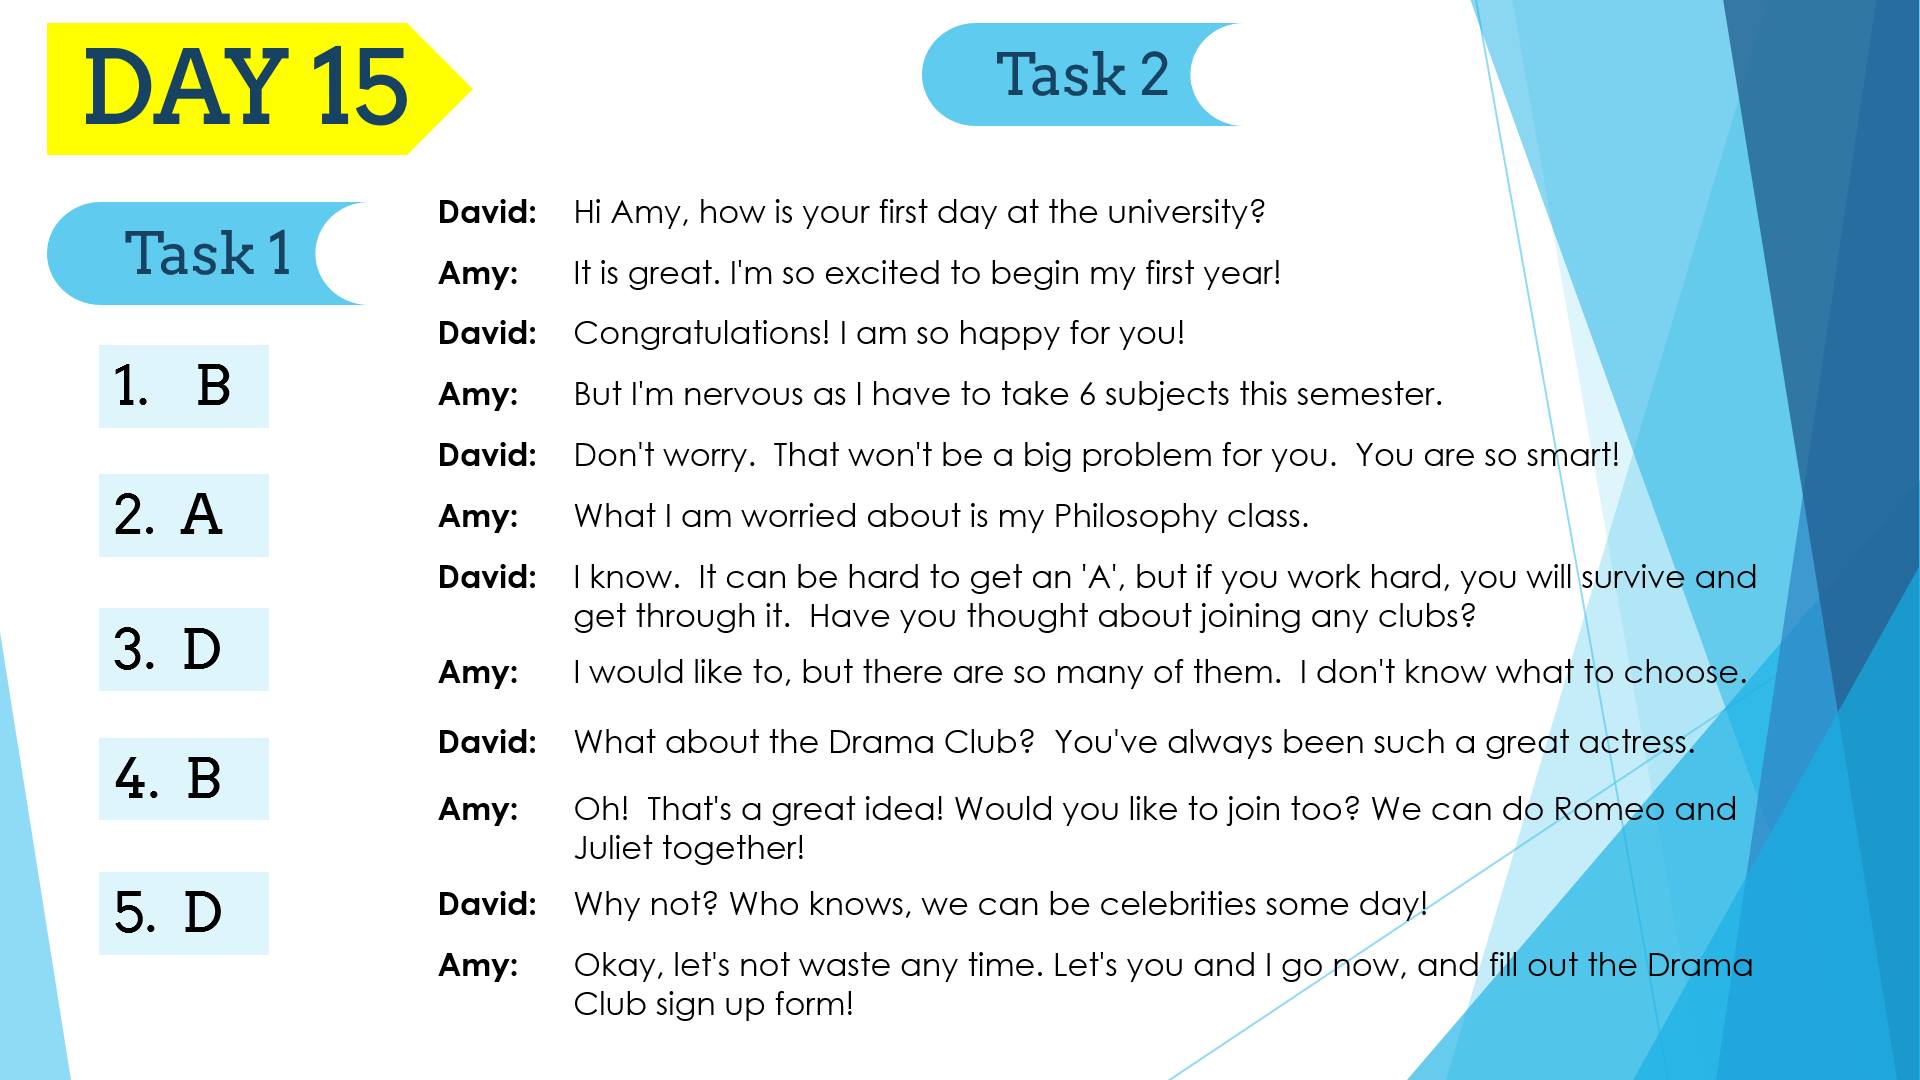 DAY 15
Task 1
1. B
2. A
3. D
4. B
5. D
Task 2
David: Hi Amy, how is your first day at the university?
Amy: It is great. I'm so excited to begin my first year!
David: Congratulations! I am so happy for you!
Amy: But I'm nervous as I have to take 6 subjects this semester.
David: Don't worry. That won't be a big problem for you. You are so smart!
Amy: What I am worried about is my Philosophy class.
David: I know. It can be hard to get an 'A', but if you work hard, you will survive and
get through it. Have you thought about joining any clubs?
Amy: I would like to, but there are so many of them. I don't know what to choose.
David: What about the Drama Club? You've always been such a great actress.
Amy: Oh! That's a great idea! Would you like to join too? We can do Romeo and
Juliet together!
David: Why not? Who knows, we can be celebrities some day!
Amy: Okay, let's not waste any time. Let's you and I go now, and fill out the Drama
Club sign up form!